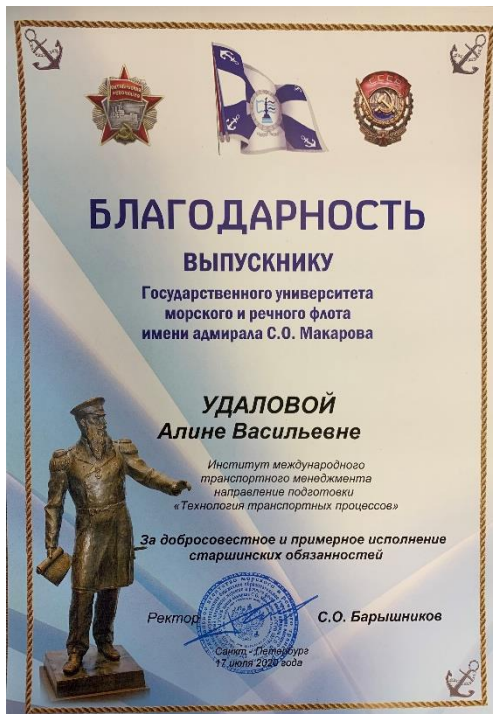 БЛАГОДАРНОСТЬ
ВЫПУСКНИКУ
Государственного университета
морского и речного флота
имени адмирала С.О. Макарова
УДАЛОВОЙ
Алине Васильевне
Институт международного
транспортного менеджмента
направление подготовки
«Технология транспортных процессов»
За добросовестное и примерное исполнение
старшинских обязанностей
Ректор С.О. Барышников
Санкт - Петербург
17 июля 2020 года